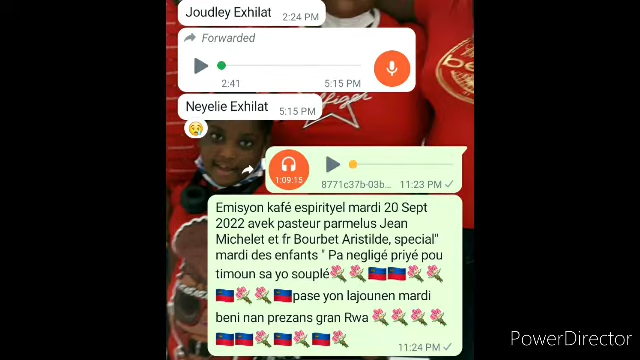 Joudley Exhilat 2:24 PM
Forwarded
2:41 5:15 PM
Neyelie Exhilat 5:15 PM
1:09:15 8771c37b-03b... 11:23 PM
Emisyon kafé espirityel mardi 20 Sept
2022 avek pasteur parmelus Jean
Michelet et fr Bourbet Aristilde, special"
mardi des enfants " Pa negligé priyé pou
timoun sa yo souplé💐💐🇭🇹🇭🇹💐💐
🇭🇹💐💐🇭🇹pase yon lajounen mardi
beni nan prezans gran Rwa 💐💐💐💐
🇭🇹🇭🇹💐🇭🇹💐🇭🇹💐
11:24 PM
PowerDirector